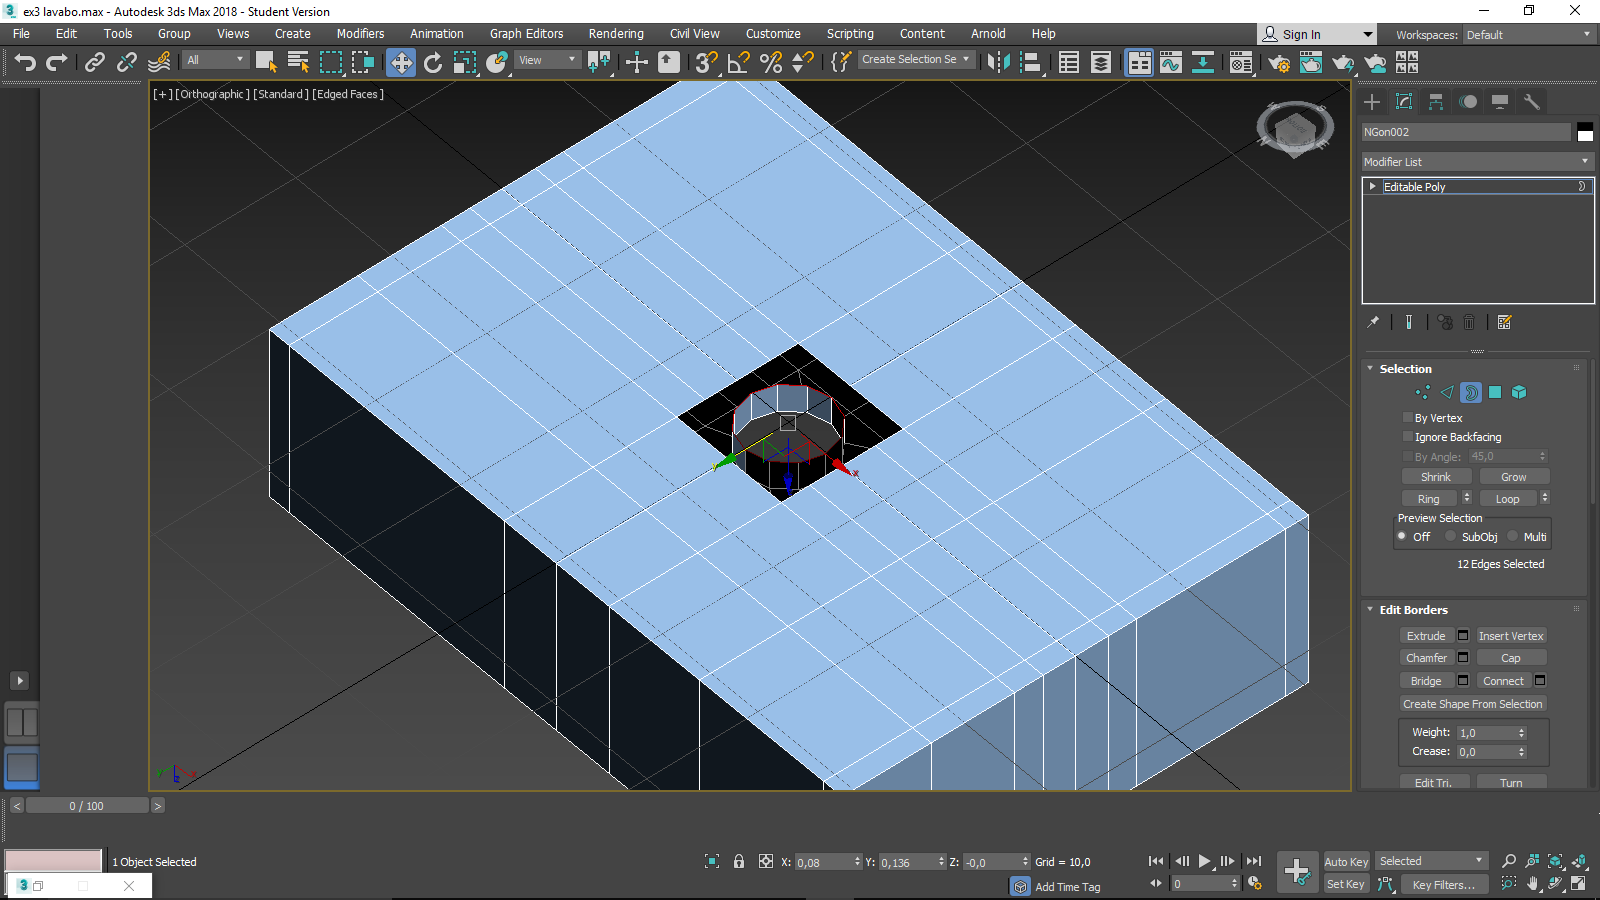 ex3 lavabo.max - Autodesk 3ds Max 2018 - Student Version
File Edit Tools Group Views Create Modifiers Animation Graph Editors Rendering Civil View Customize Scripting Content Arnold Help
Sign In
Workspaces: Default
All
View
Create Selection Se
[+] [Orthographic] [Standard] [Edged Faces]
NGon002
Modifier List
Editable Poly
Selection
By Vertex
Ignore Backfacing
By Angle: 45,0
Shrink Grow
Ring Loop
Preview Selection
Off SubObj Multi
12 Edges Selected
Edit Borders
Extrude Insert Vertex
Chamfer Cap
Bridge Connect
Create Shape From Selection
Weight: 1,0
Crease: 0,0
Edit Tri. Turn
x
y
z
0 / 100
1 Object Selected
X: 0,08 Y: 0,136 Z: -0,0 Grid = 10,0
Add Time Tag
0
Auto Key Selected
Set Key Key Filters...